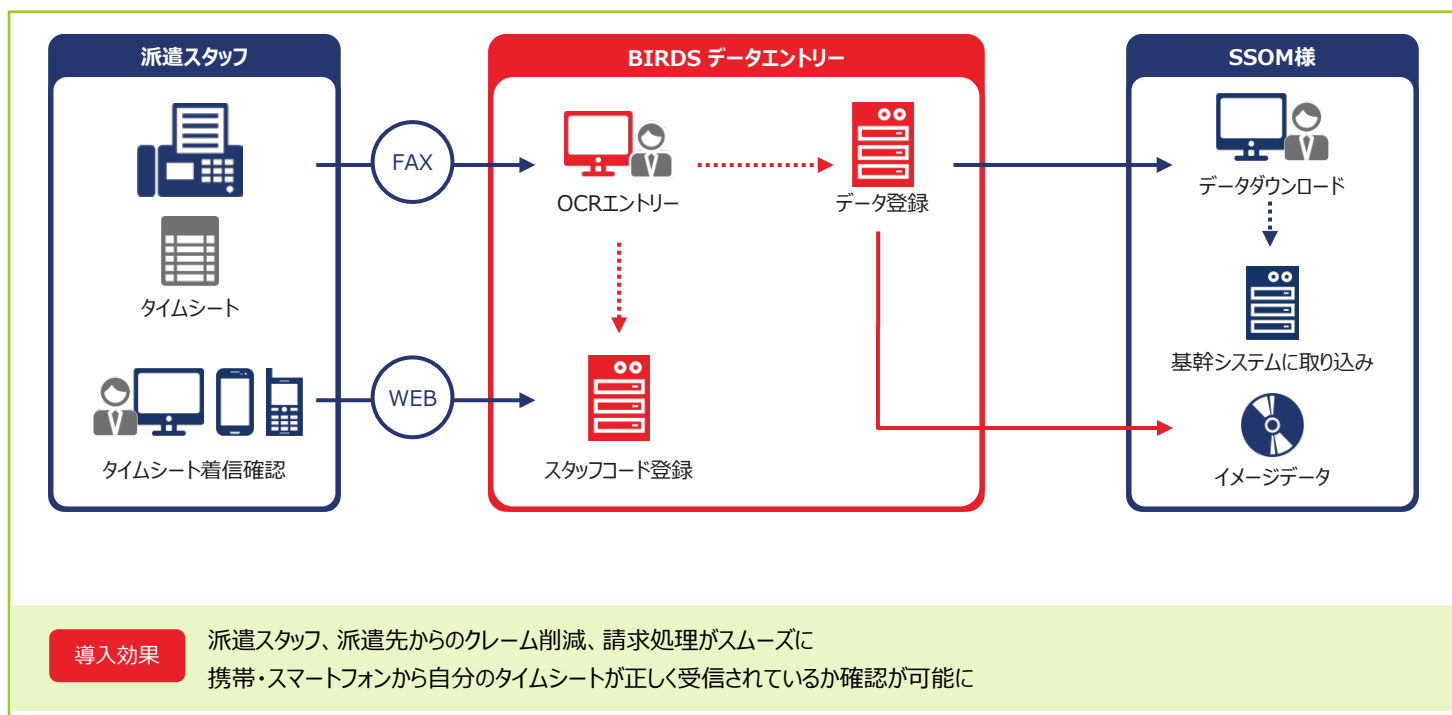 派遣スタッフ
BIRDS データエントリー
SSOM様
FAX
OCRエントリー
データ登録
データダウンロード
タイムシート
基幹システムに取り込み
WEB
タイムシート着信確認
スタッフコード登録
イメージデータ
導入効果
派遣スタッフ、派遣先からのクレーム削減、請求処理がスムーズに
携帯・スマートフォンから自分のタイムシートが正しく受信されているか確認が可能に